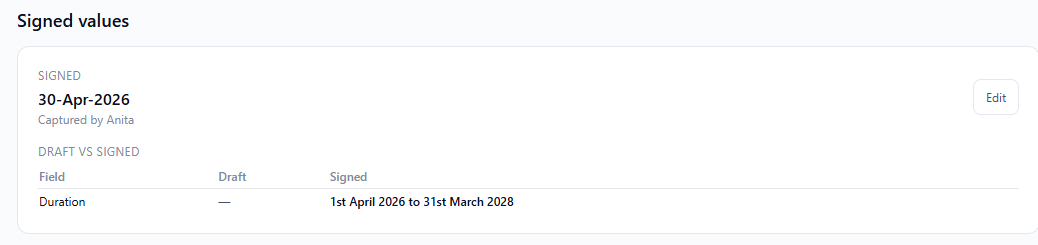 Signed values
SIGNED
30-Apr-2026
Edit
Captured by Anita
DRAFT VS SIGNED
Field Draft Signed
Duration — 1st April 2026 to 31st March 2028